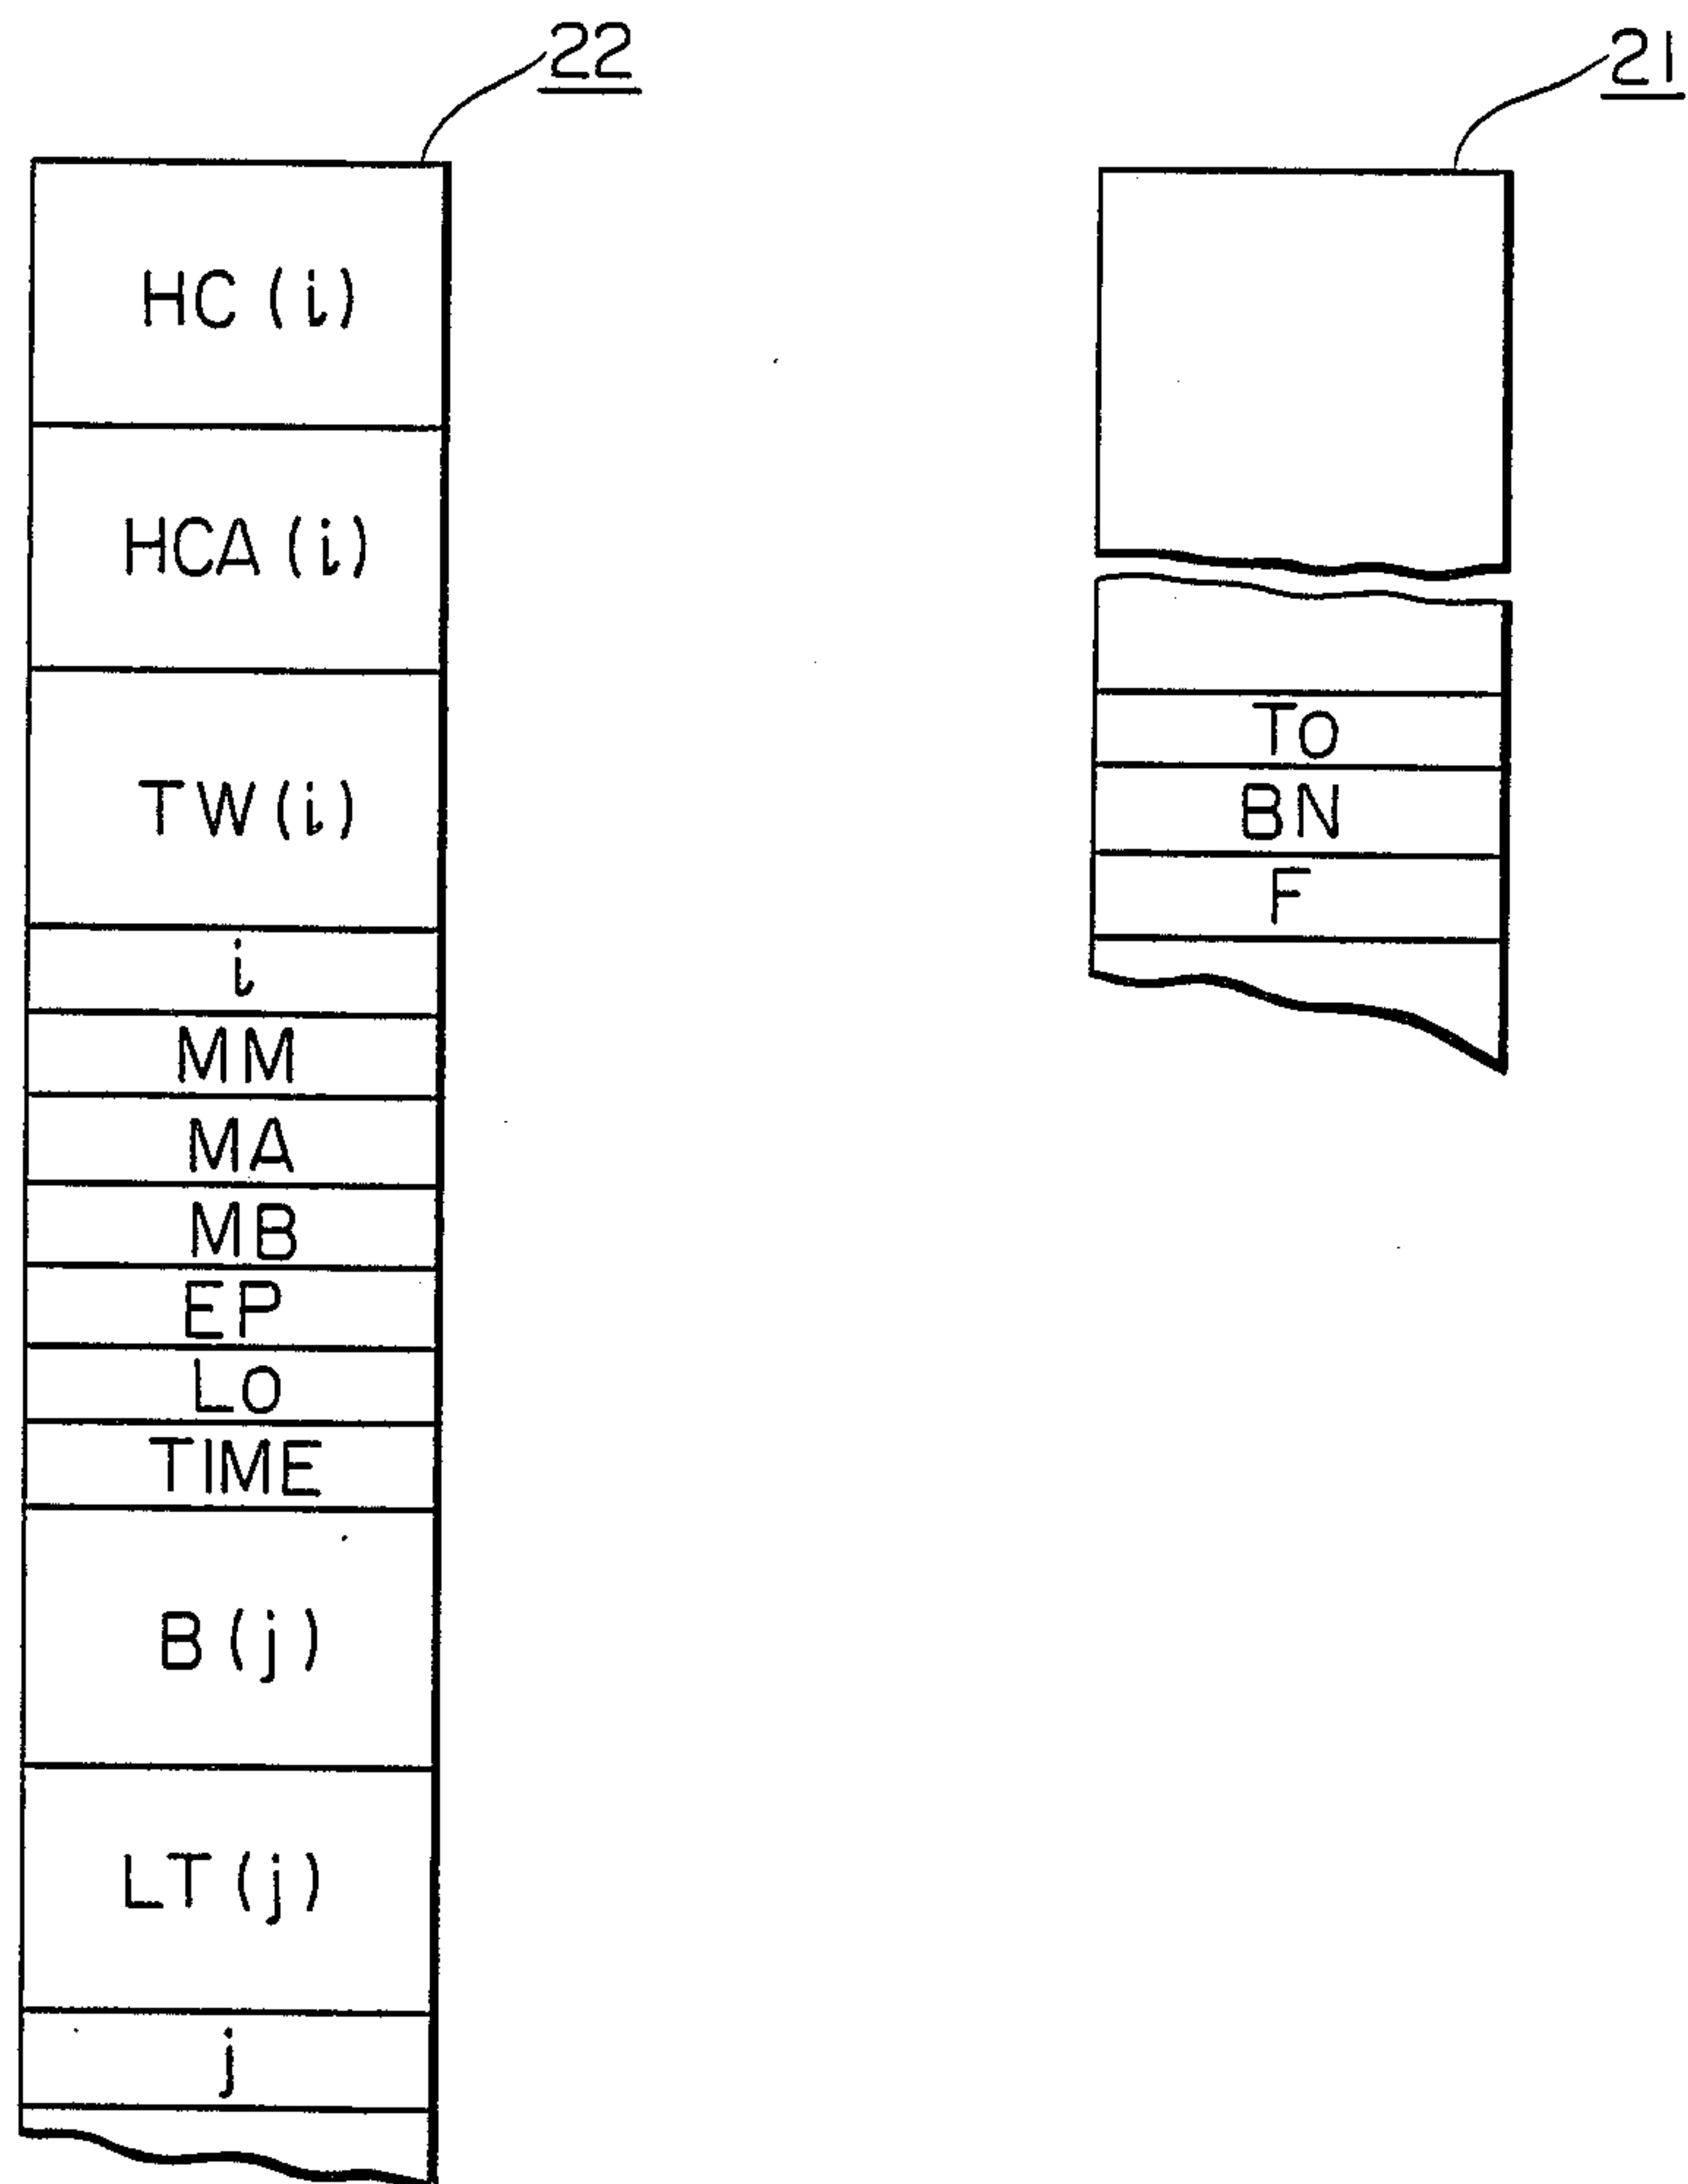 22
HC (i)
HCA (i)
TW (i)
i
MM
MA
MB
EP
Lo
TIME
B (j)
LT (j)
j
21
To
BN
F